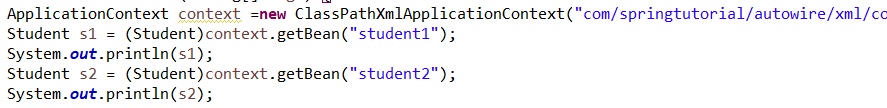 ApplicationContext context =new ClassPathXmlApplicationContext("com/springtutorial/autowire/xml/co
Student s1 = (Student)context.getBean("student1");
System.out.println(s1);
Student s2 = (Student)context.getBean("student2");
System.out.println(s2);